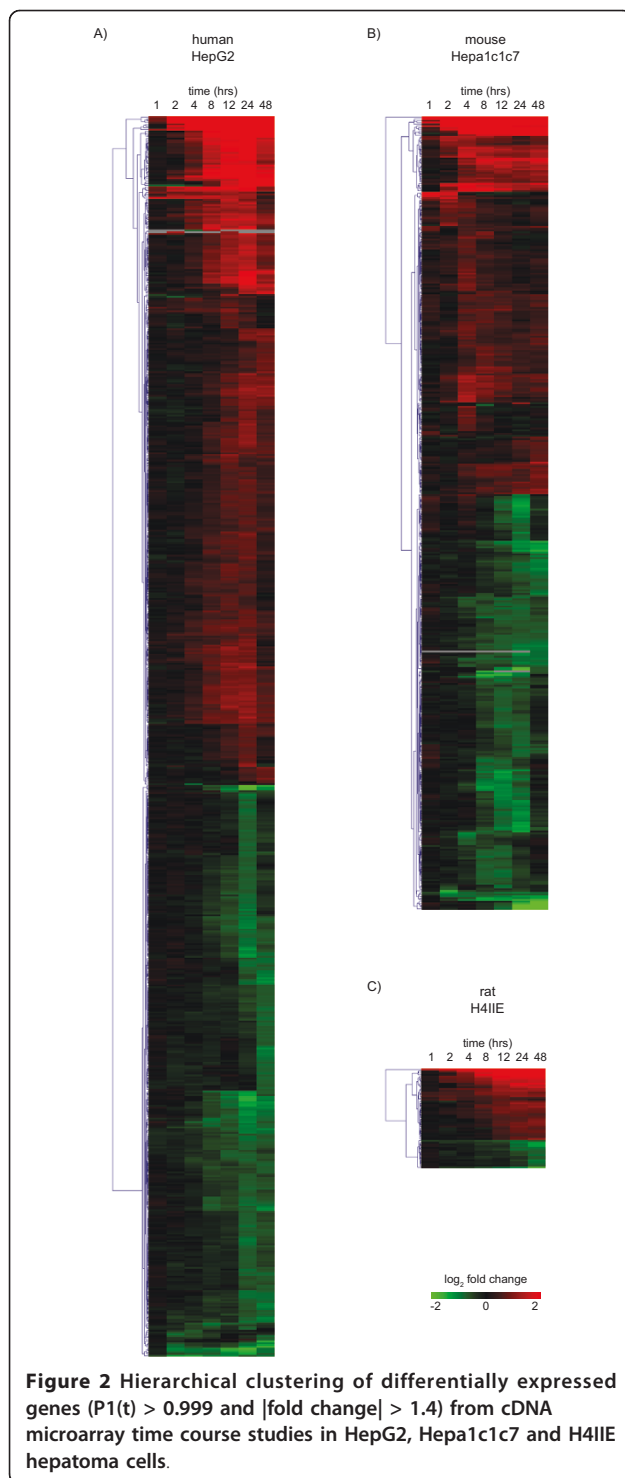 A)
human
HepG2
time (hrs)
1 2 4 8 12 24 48
B)
mouse
Hepa1c1c7
time (hrs)
1 2 4 8 12 24 48
C)
rat
H4IIE
time (hrs)
1 2 4 8 12 24 48
log2 fold change
-2 0 2
Figure 2 Hierarchical clustering of differentially expressed
genes (P1(t) > 0.999 and |fold change| > 1.4) from cDNA
microarray time course studies in HepG2, Hepa1c1c7 and H4IIE
hepatoma cells.